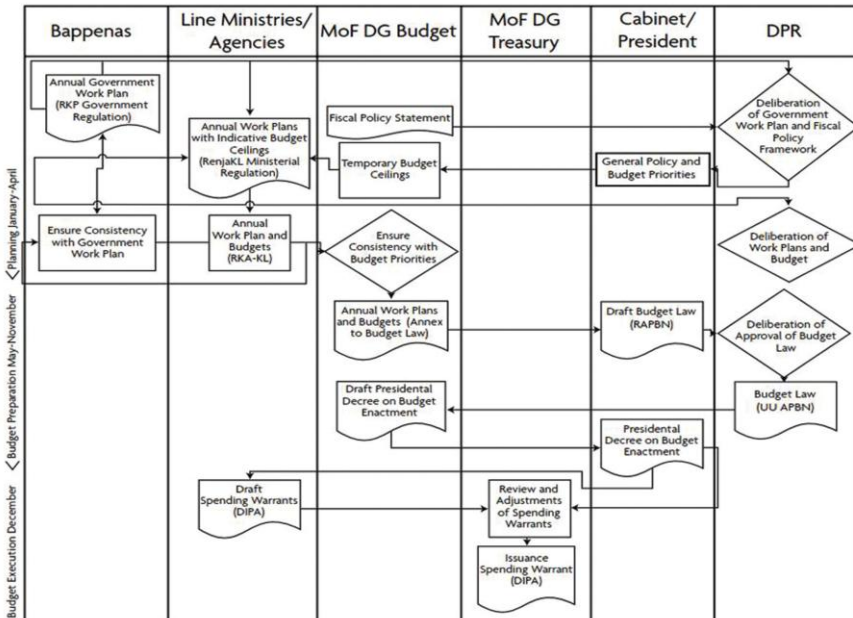 Bappenas
Line Ministries/
Agencies
MoF DG Budget
MoF DG
Treasury
Cabinet/
President
DPR
Planning January-April
Annual Government
Work Plan
(RKP Government
Regulation)
Annual Work Plans
with Indicative Budget
Ceilings
(RenjaKL Ministerial
Regulation)
Fiscal Policy Statement
Temporary Budget
Ceilings
General Policy and
Budget Priorities
Deliberation
of Government
Work Plan and Fiscal
Policy
Framework
Ensure Consistency
with Government
Work Plan
Annual
Work Plan and
Budgets
(RKA-KL)
Ensure
Consistency with
Budget Priorities
Deliberation of
Work Plans and
Budget
Budget Preparation May-November
Annual Work Plans
and Budgets (Annex
to Budget Law)
Draft Budget Law
(RAPBN)
Deliberation of
Approval of Budget
Law
Draft Presidential
Decree on Budget
Enactment
Budget Law
(UU APBN)
Presidential
Decree on Budget
Enactment
Budget Execution December
Draft
Spending Warrants
(DIPA)
Review and
Adjustments
of Spending
Warrants
Issuance
Spending Warrant
(DIPA)